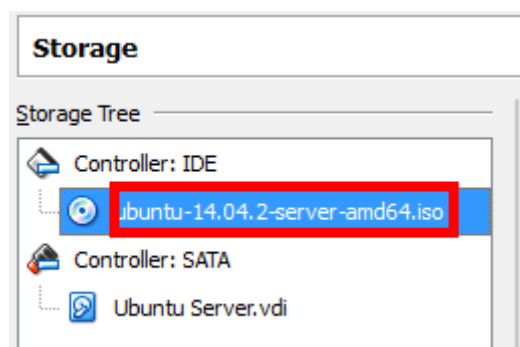 Storage
Storage Tree
Controller: IDE
ubuntu-14.04.2-server-amd64.iso
Controller: SATA
Ubuntu Server.vdi